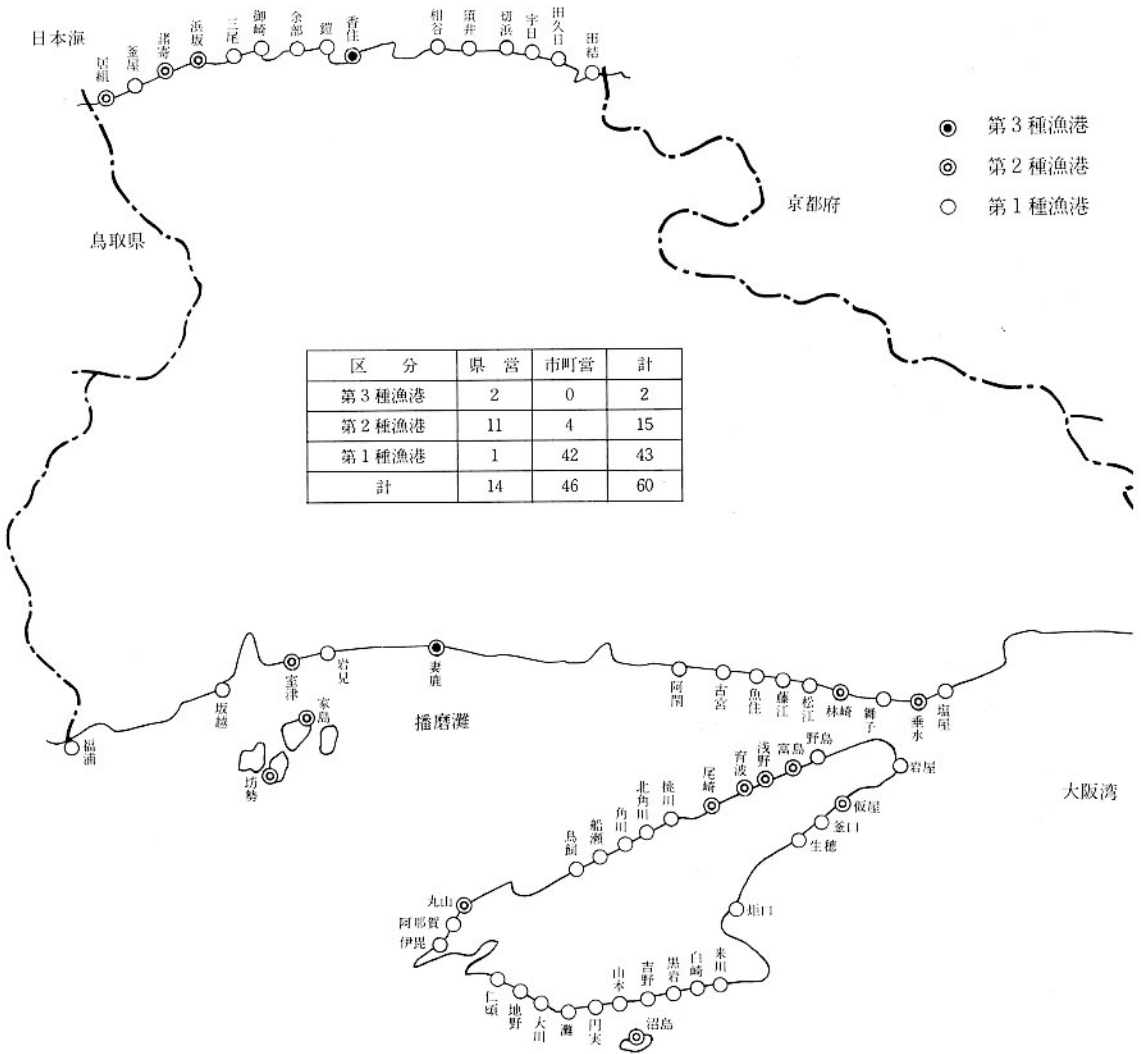 日本海
居組
釜屋
諸寄
浜坂
三尾
御崎
余部
鎧
香住
相谷
須井
切浜
宇日
田久日
田結
第3種漁港
第2種漁港
第1種漁港
鳥取県
京都府
区 分 県 営 市町営 計
第3種漁港 2 0 2
第2種漁港 11 4 15
第1種漁港 1 42 43
計 14 46 60
福浦
坂越
室津
岩見
妻鹿
家島
坊勢
播磨灘
阿閇
古宮
魚住
藤江
松江
林崎
舞子
垂水
塩屋
大阪湾
岩屋
野島
富島
浅野
育波
尾崎
桃川
北角川
角川
船瀬
鳥飼
丸山
阿那賀
伊毘
仮屋
釜口
生穂
炬口
仁頃
地野
大川
灘
円実
山本
吉野
黒岩
白崎
来川
沼島